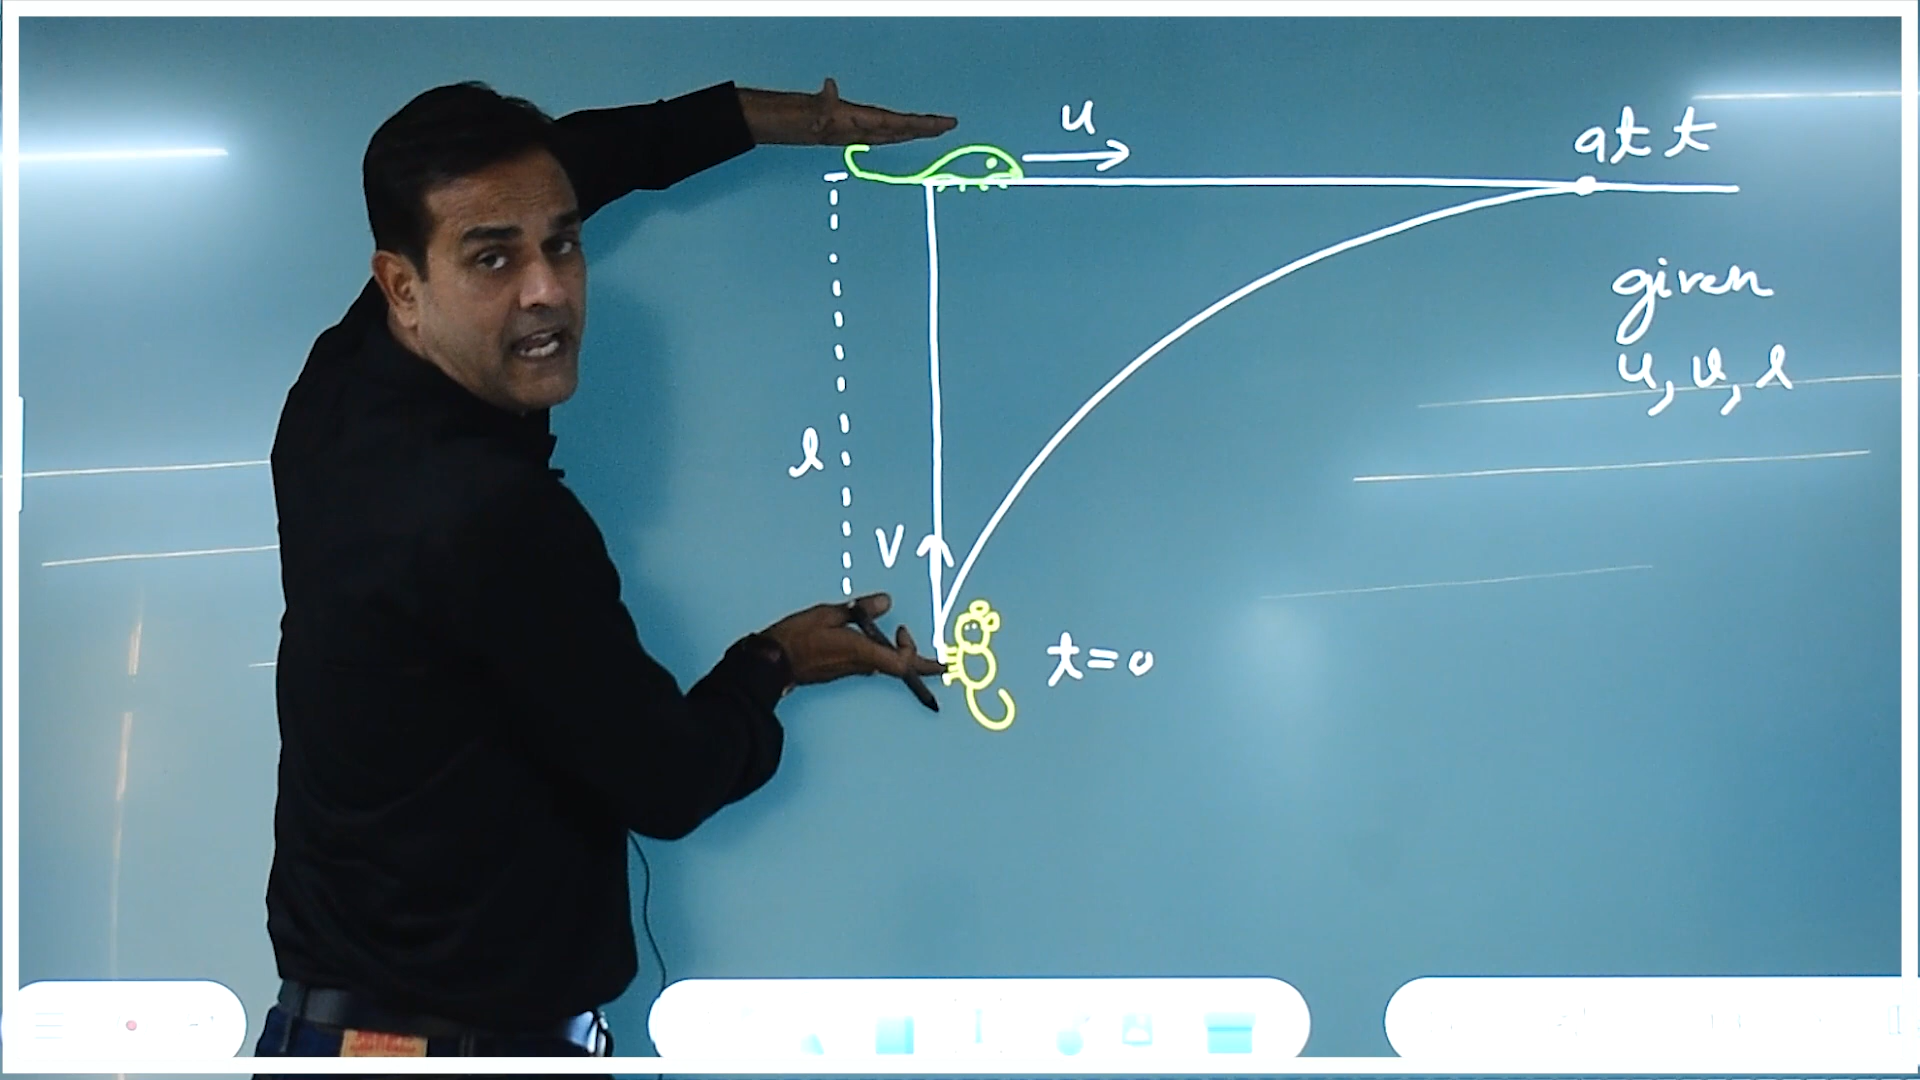 u
at t
given
u, v, l
l
V
t=0